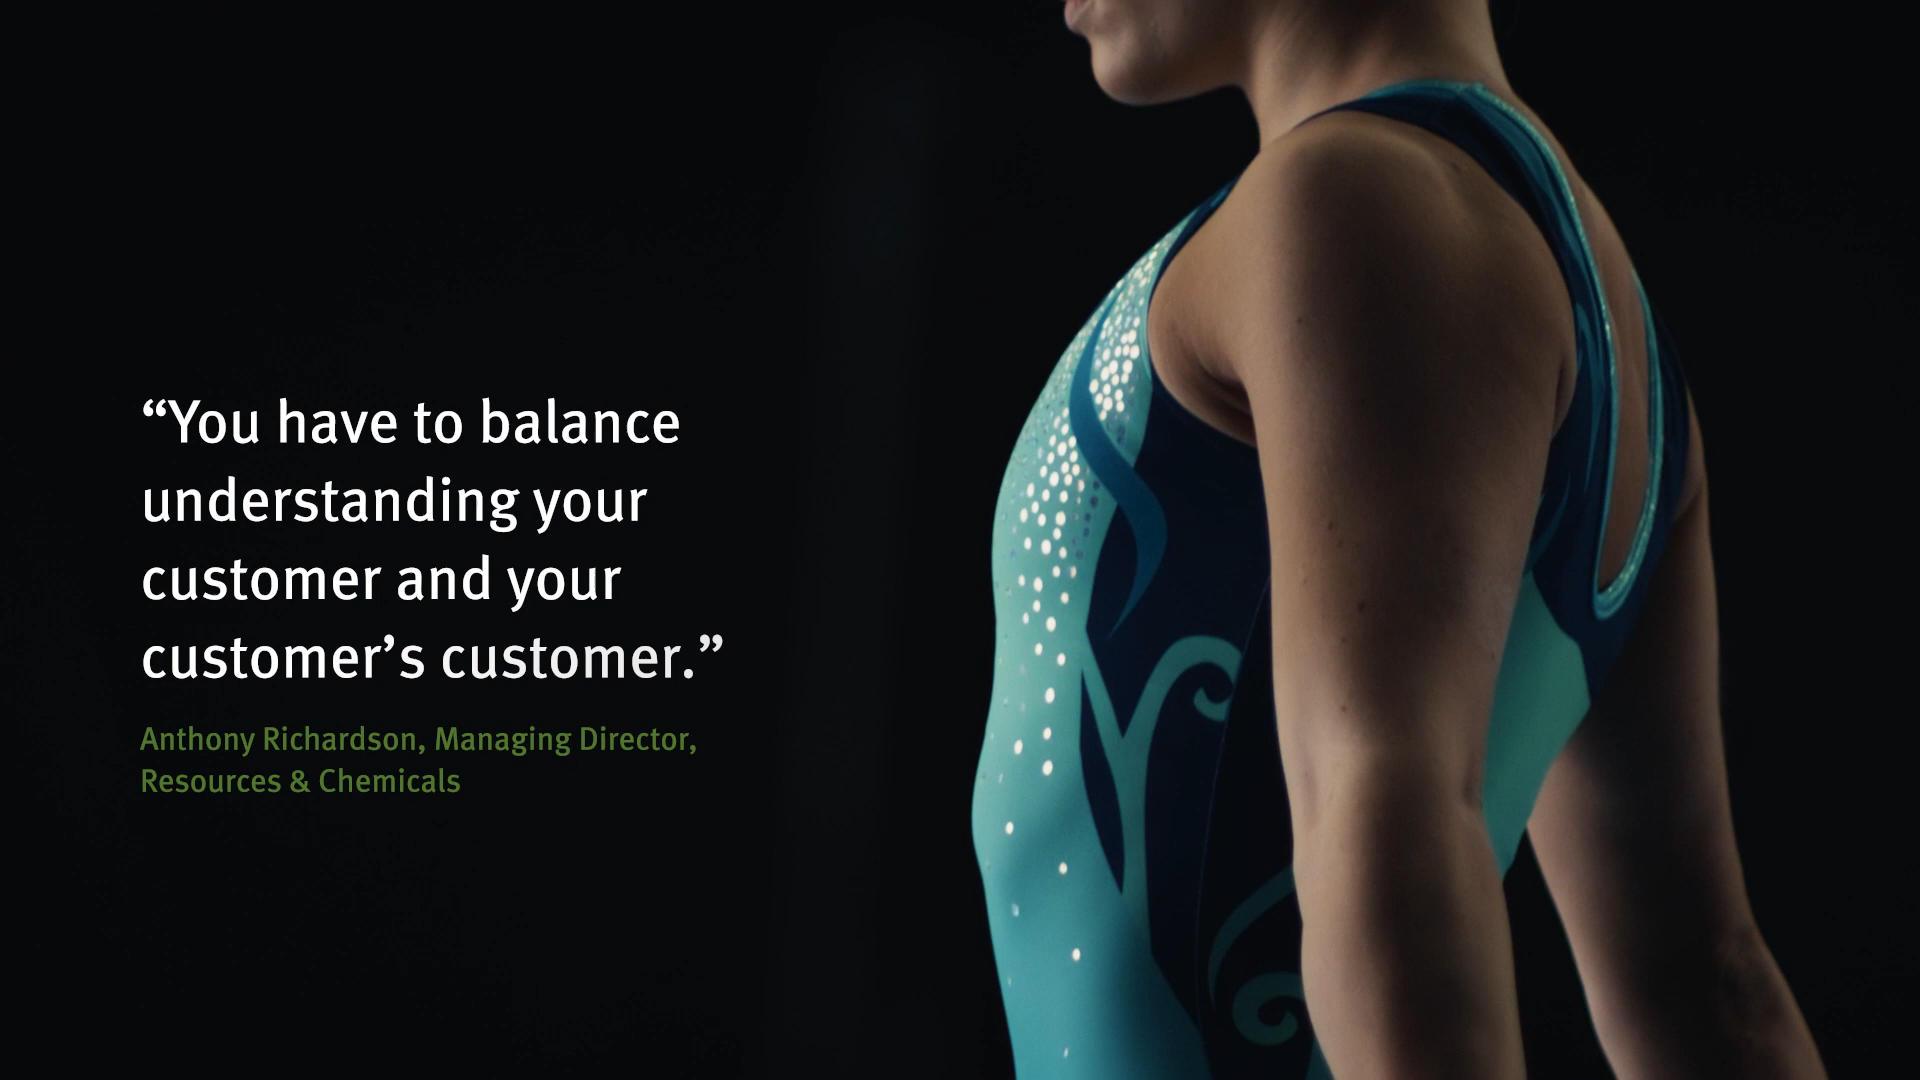 “You have to balance
understanding your
customer and your
customer’s customer.”
Anthony Richardson, Managing Director,
Resources & Chemicals